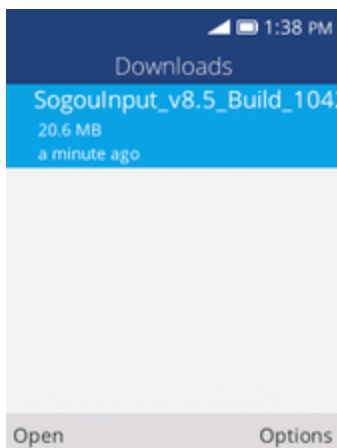 1:38 PM
Downloads
SogouInput_v8.5_Build_104
20.6 MB
a minute ago
Open
Options